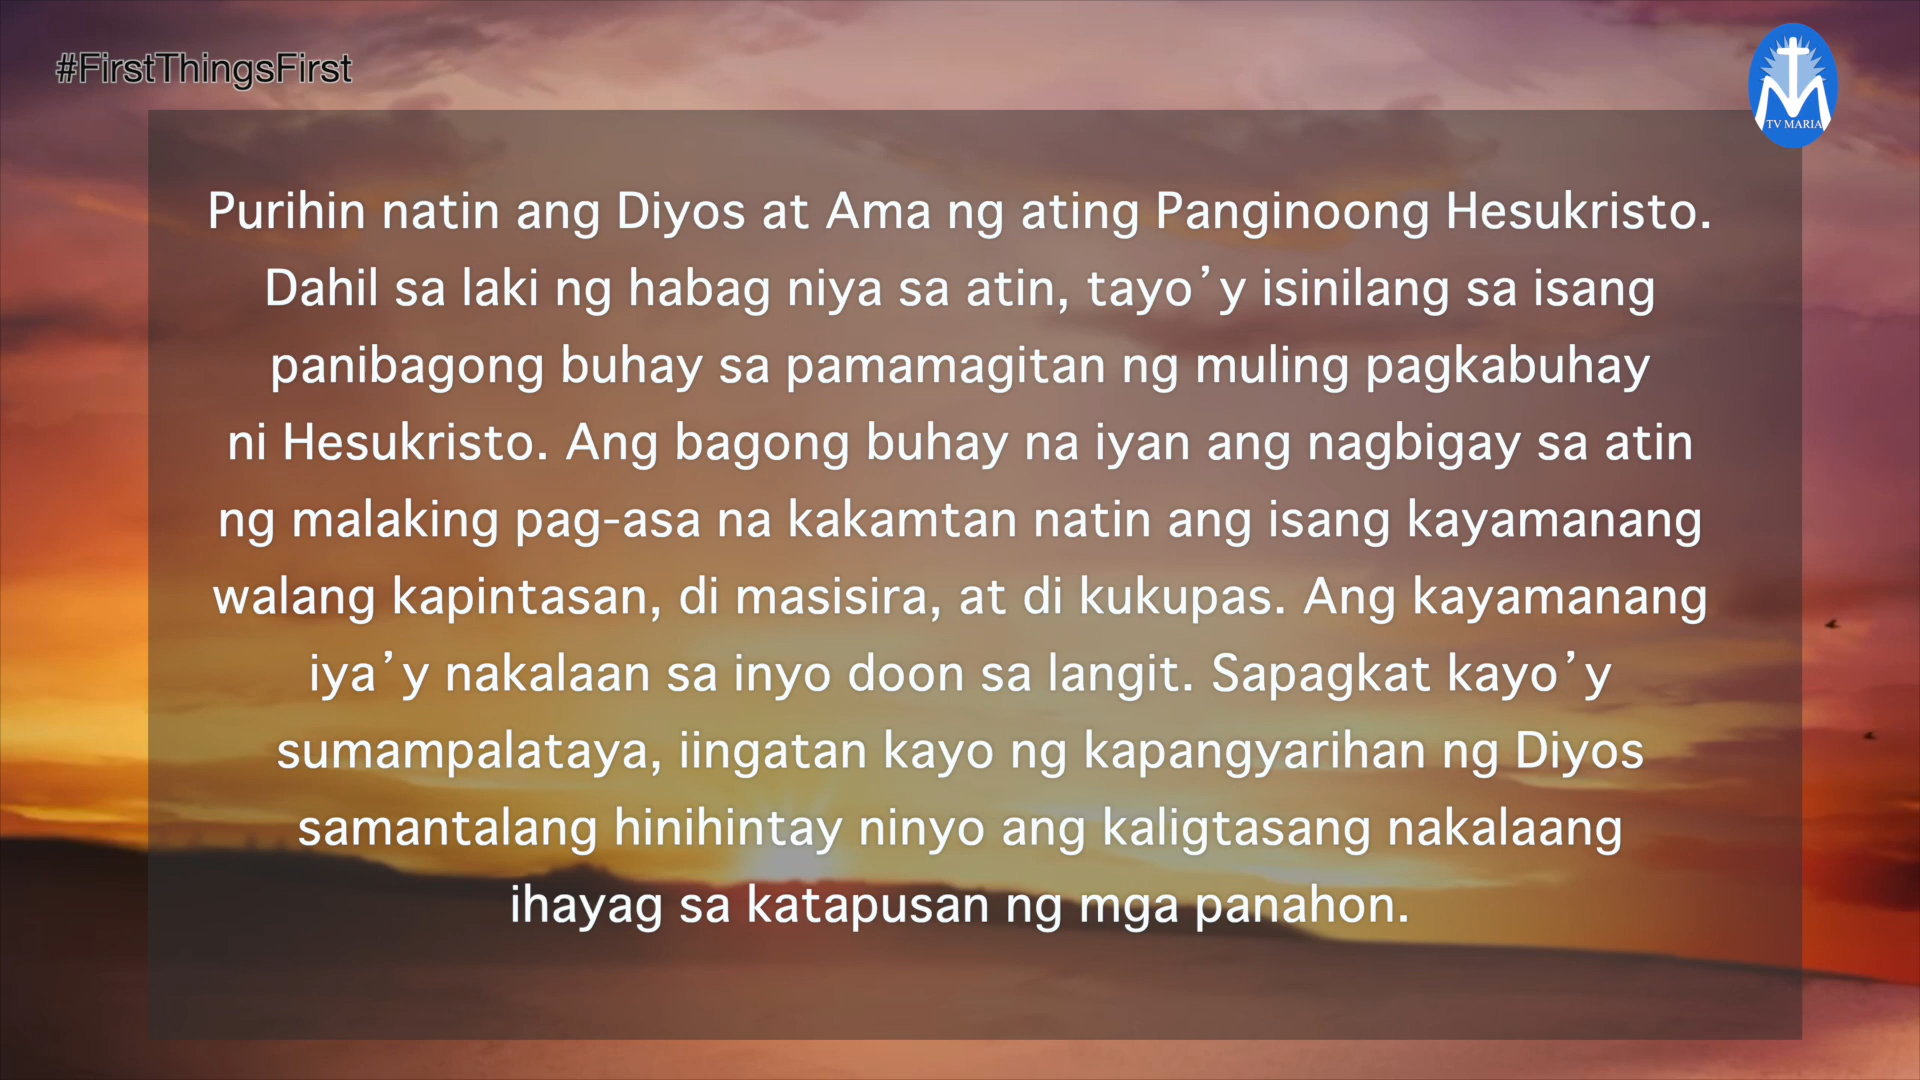 #FirstThingsFirst
TV MARIA
Purihin natin ang Diyos at Ama ng ating Panginoong Hesukristo.
Dahil sa laki ng habag niya sa atin, tayo’y isinilang sa isang
panibagong buhay sa pamamagitan ng muling pagkabuhay
ni Hesukristo. Ang bagong buhay na iyan ang nagbigay sa atin
ng malaking pag-asa na kakamtan natin ang isang kayamanang
walang kapintasan, di masisira, at di kukupas. Ang kayamanang
iya’y nakalaan sa inyo doon sa langit. Sapagkat kayo’y
sumampalataya, iingatan kayo ng kapangyarihan ng Diyos
samantalang hinihintay ninyo ang kaligtasang nakalaang
ihayag sa katapusan ng mga panahon.